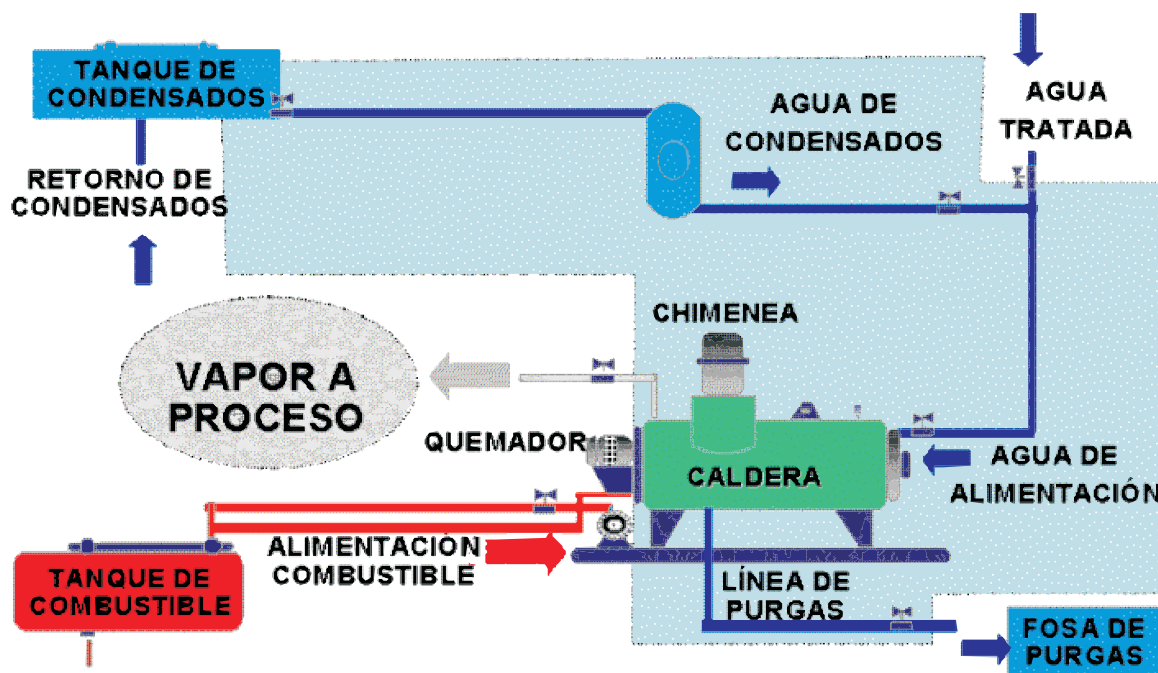 TANQUE DE
CONDENSADOS
AGUA DE
CONDENSADOS
AGUA
TRATADA
RETORNO DE
CONDENSADOS
CHIMENEA
VAPOR A
PROCESO
QUEMADOR
CALDERA
AGUA DE
ALIMENTACIÓN
ALIMENTACIÓN
COMBUSTIBLE
TANQUE DE
COMBUSTIBLE
LÍNEA DE
PURGAS
FOSA DE
PURGAS